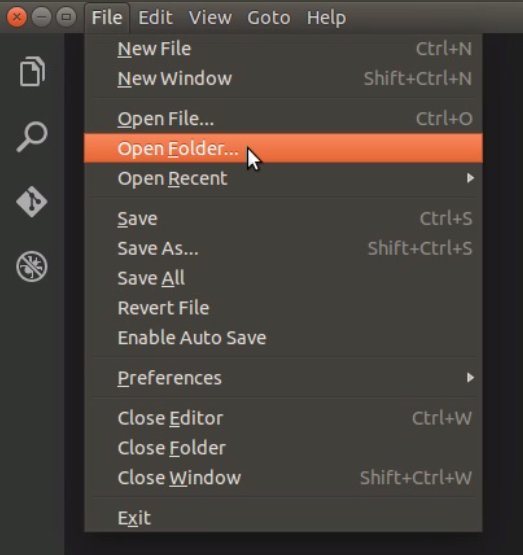 File Edit View Goto Help
New File Ctrl+N
New Window Shift+Ctrl+N
Open File... Ctrl+O
Open Folder...
Open Recent
Save Ctrl+S
Save As... Shift+Ctrl+S
Save All
Revert File
Enable Auto Save
Preferences
Close Editor Ctrl+W
Close Folder
Close Window Shift+Ctrl+W
Exit